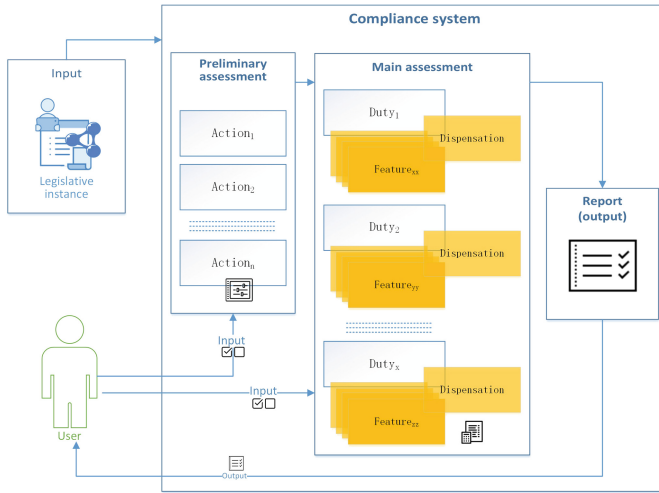 Compliance system
Input
Legislative
instance
Preliminary
assessment
Action1
Action2
Actionn
Main assessment
Duty1
Dispensation
Featurexx
Duty2
Dispensation
Featureyy
Dutyx
Dispensation
Featurezz
Report
(output)
Input
Input
User
Output